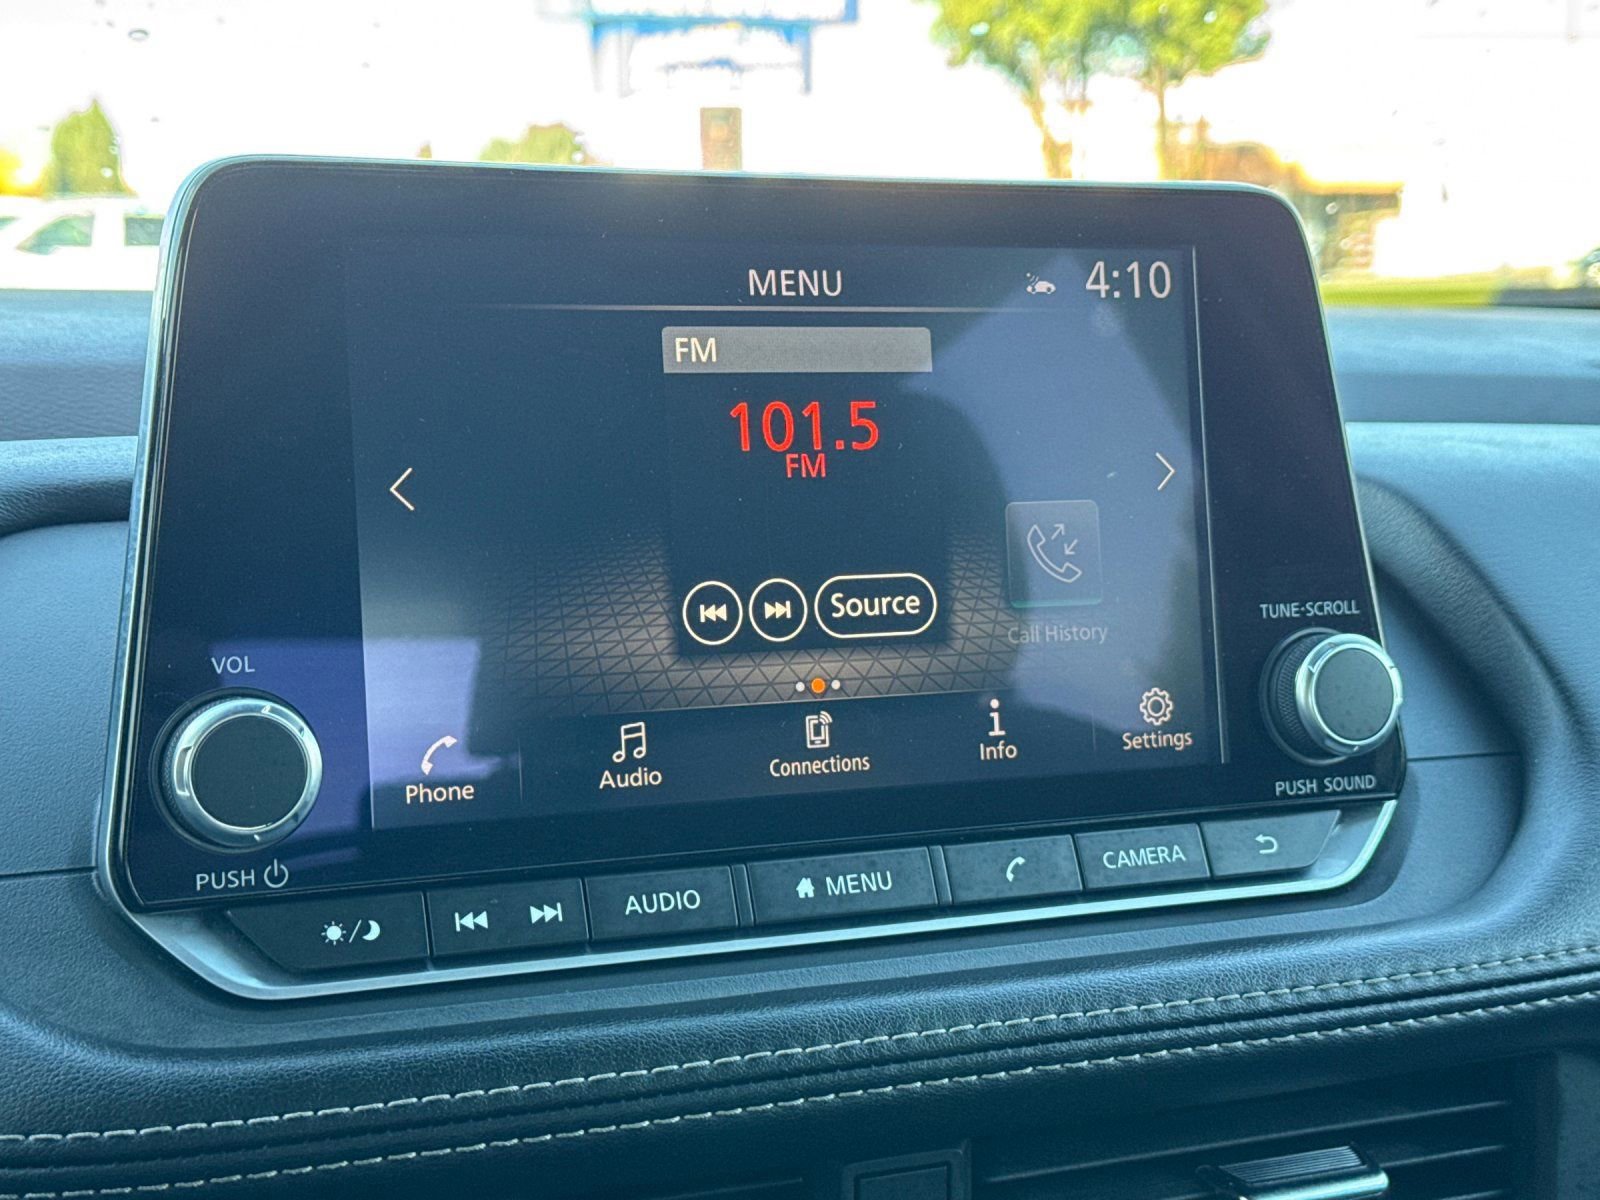 MENU
4:10
FM
101.5
FM
Source
Call History
Phone
Audio
Connections
Info
Settings
VOL
PUSH
TUNE·SCROLL
PUSH SOUND
AUDIO
MENU
CAMERA